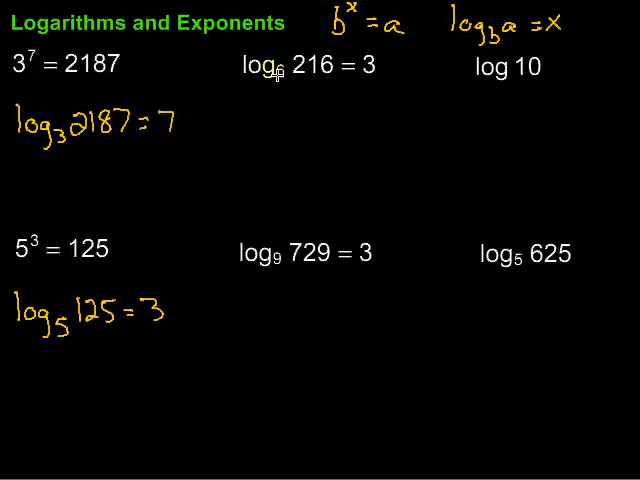 Logarithms and Exponents b^x = a log_b a = x
3^7 = 2187 log_6 216 = 3 log 10
log_3 2187 = 7
5^3 = 125 log_9 729 = 3 log_5 625
log_5 125 = 3